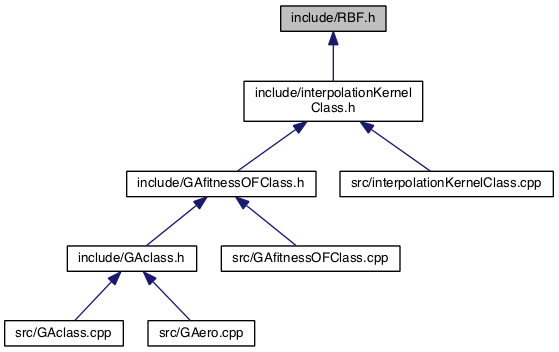 include/RBF.h
include/interpolationKernel
Class.h
include/GAfitnessOFClass.h
src/interpolationKernelClass.cpp
include/GAclass.h
src/GAfitnessOFClass.cpp
src/GAclass.cpp
src/GAero.cpp